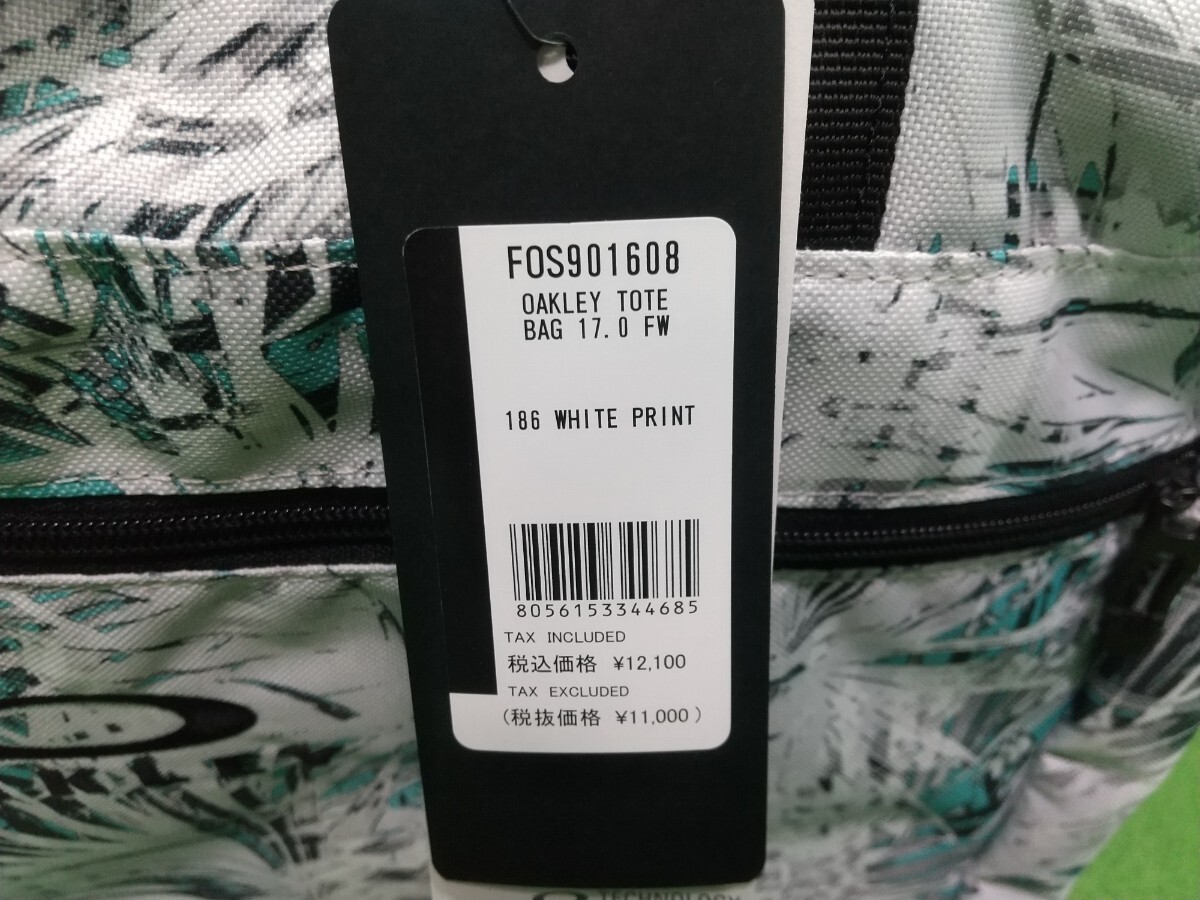 FOS901608
OAKLEY TOTE
BAG 17.0 FW
186 WHITE PRINT
8056153344685
TAX INCLUDED
税込価格 ¥12,100
TAX EXCLUDED
(税抜価格 ¥11,000)
TECHNOLOGY